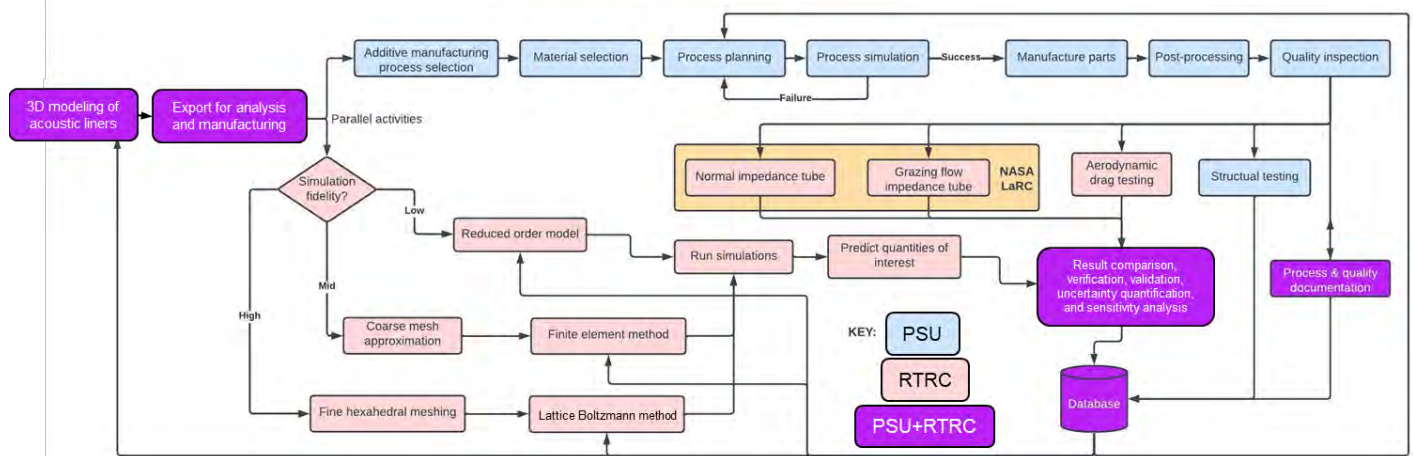 Additive manufacturing
process selection
Material selection
Process planning
Process simulation
Success
Manufacture parts
Post-processing
Quality inspection
Failure
3D modeling of
acoustic liners
Export for analysis
and manufacturing
Parallel activities
Simulation
fidelity?
Low
Mid
High
Normal impedance tube
Grazing flow
impedance tube
NASA
LaRC
Aerodynamic
drag testing
Structual testing
Reduced order model
Run simulations
Predict quantities of
interest
Result comparison,
verification, validation,
uncertainty quantification,
and sensitivity analysis
Process & quality
documentation
Coarse mesh
approximation
Finite element method
Fine hexahedral meshing
Lattice Boltzmann method
KEY:
PSU
RTRC
PSU+RTRC
Database